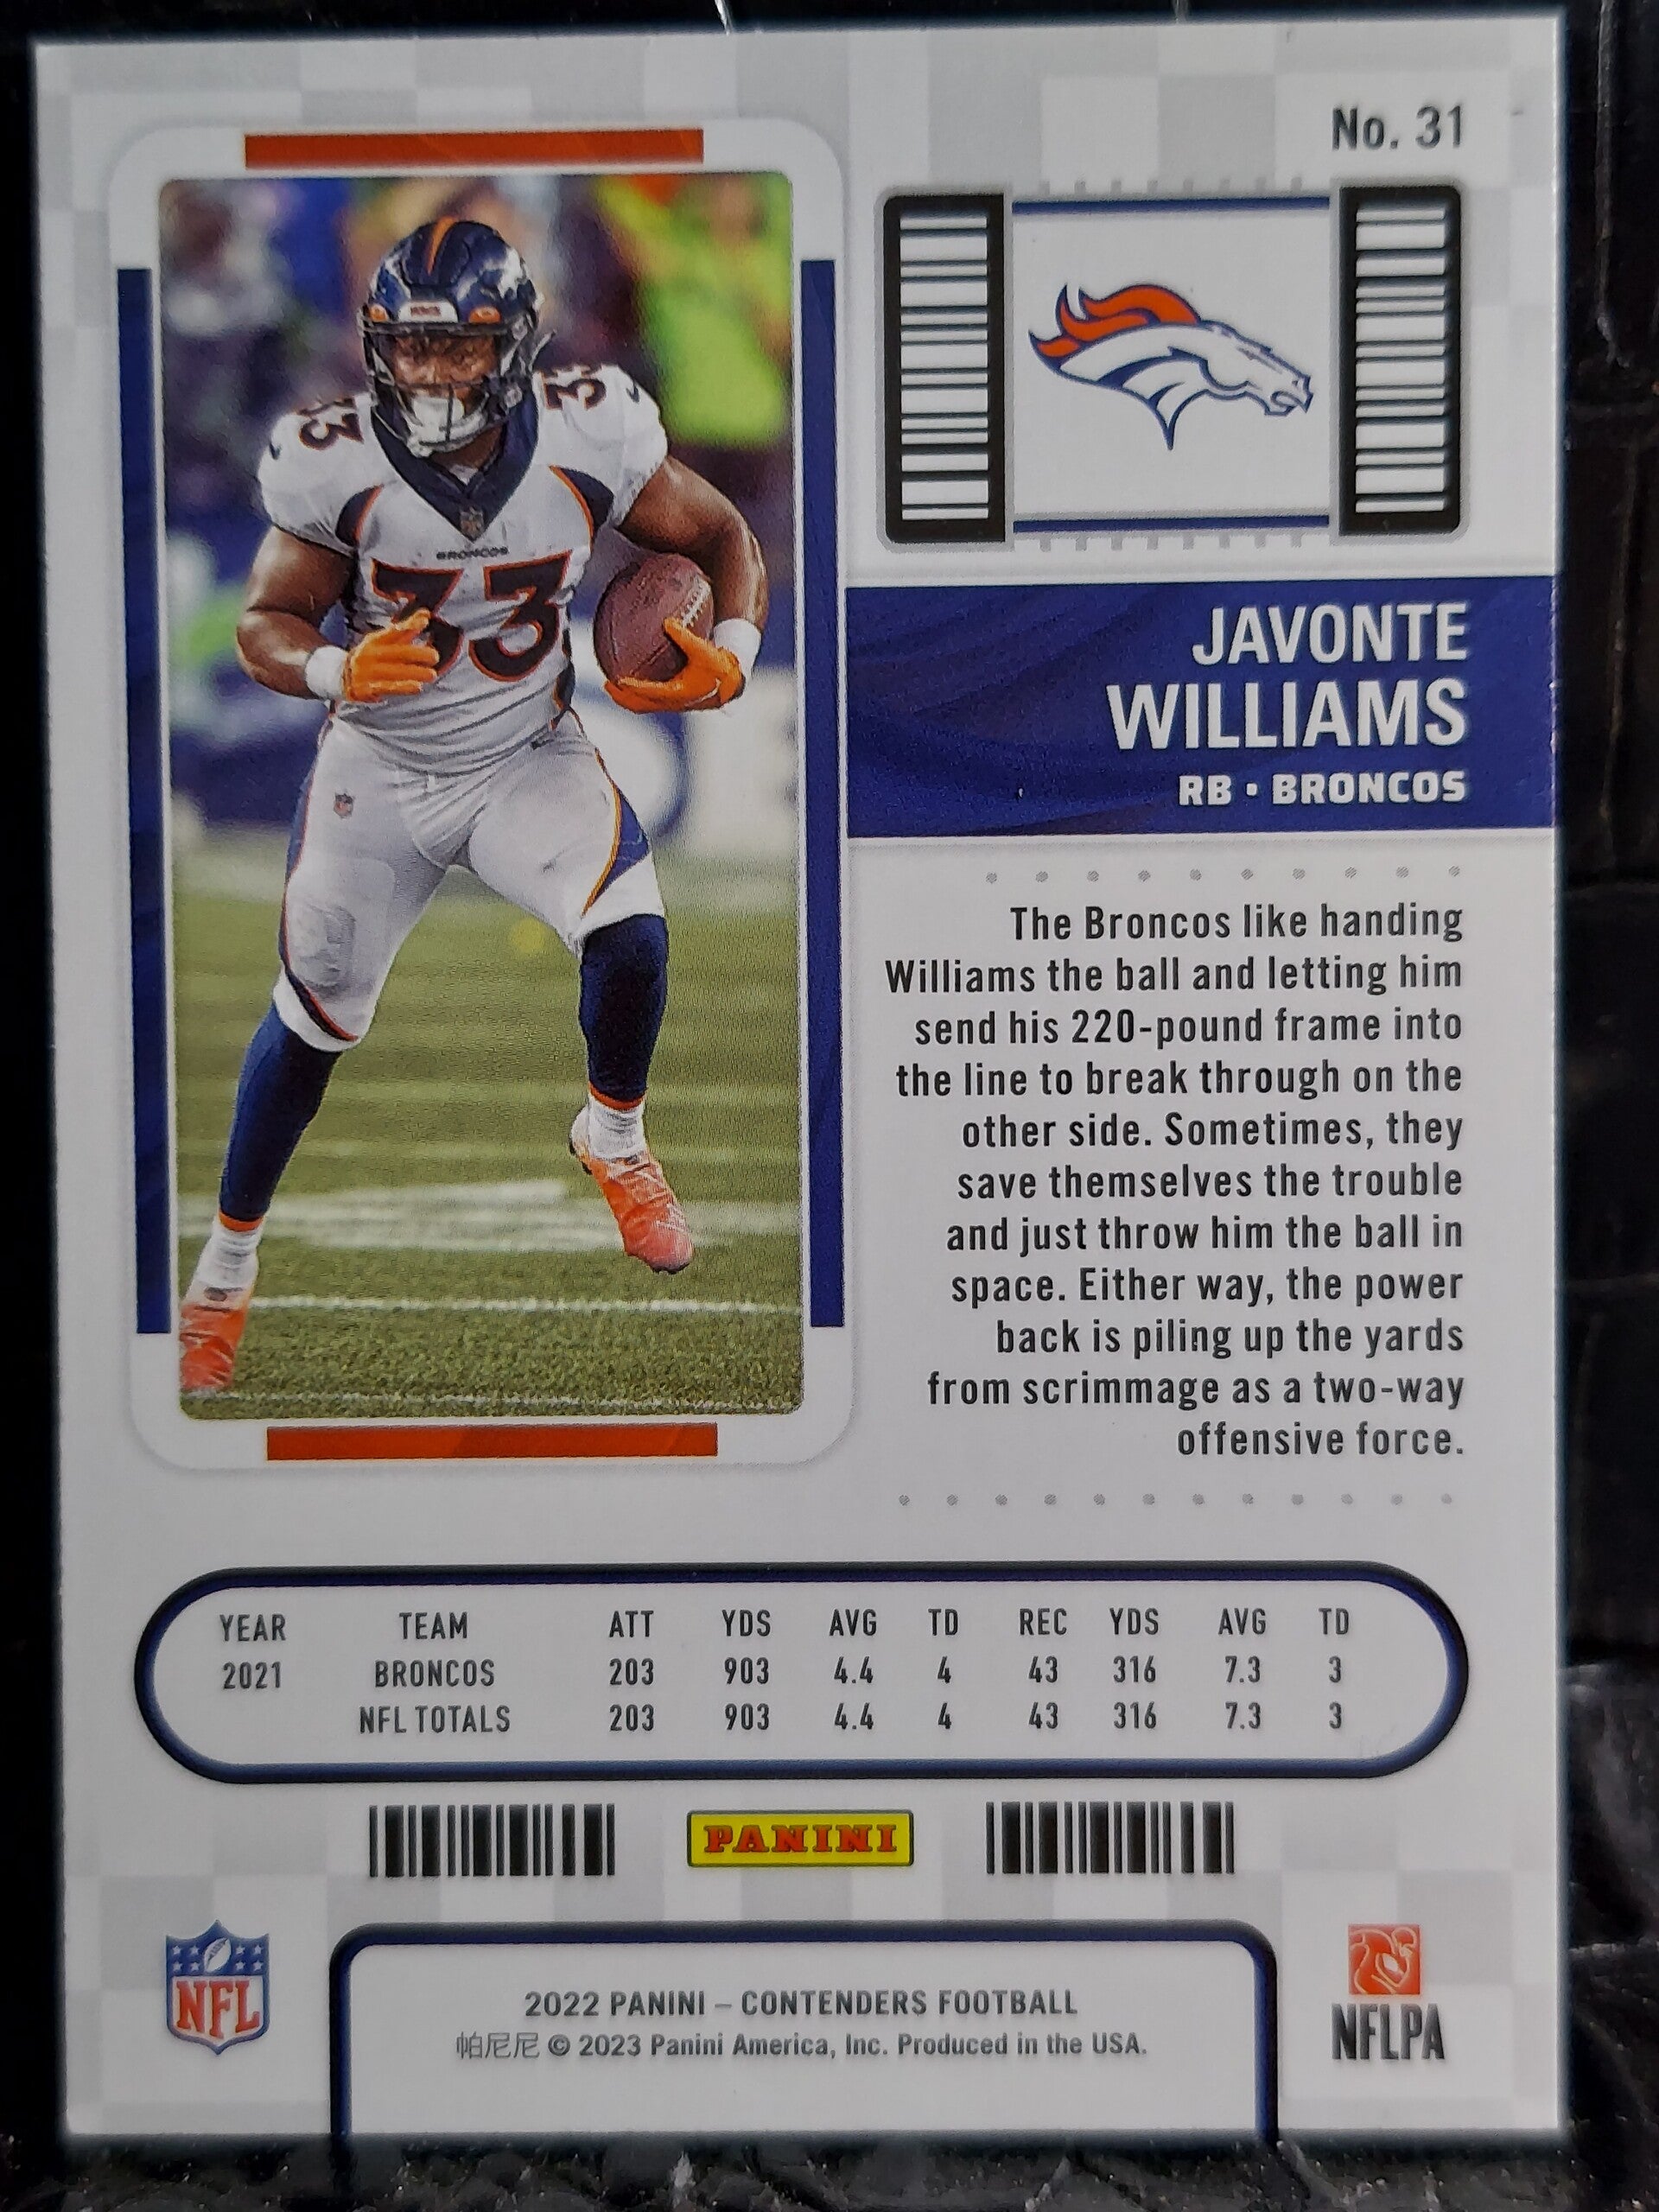 No. 31
33
33
BRONCOS
33
JAVONTE
WILLIAMS
RB • BRONCOS
The Broncos like handing
Williams the ball and letting him
send his 220-pound frame into
the line to break through on the
other side. Sometimes, they
save themselves the trouble
and just throw him the ball in
space. Either way, the power
back is piling up the yards
from scrimmage as a two-way
offensive force.
YEAR TEAM ATT YDS AVG TD REC YDS AVG TD
2021 BRONCOS 203 903 4.4 4 43 316 7.3 3
NFL TOTALS 203 903 4.4 4 43 316 7.3 3
PANINI
NFL
2022 PANINI – CONTENDERS FOOTBALL
帕尼尼 © 2023 Panini America, Inc. Produced in the USA.
NFLPA